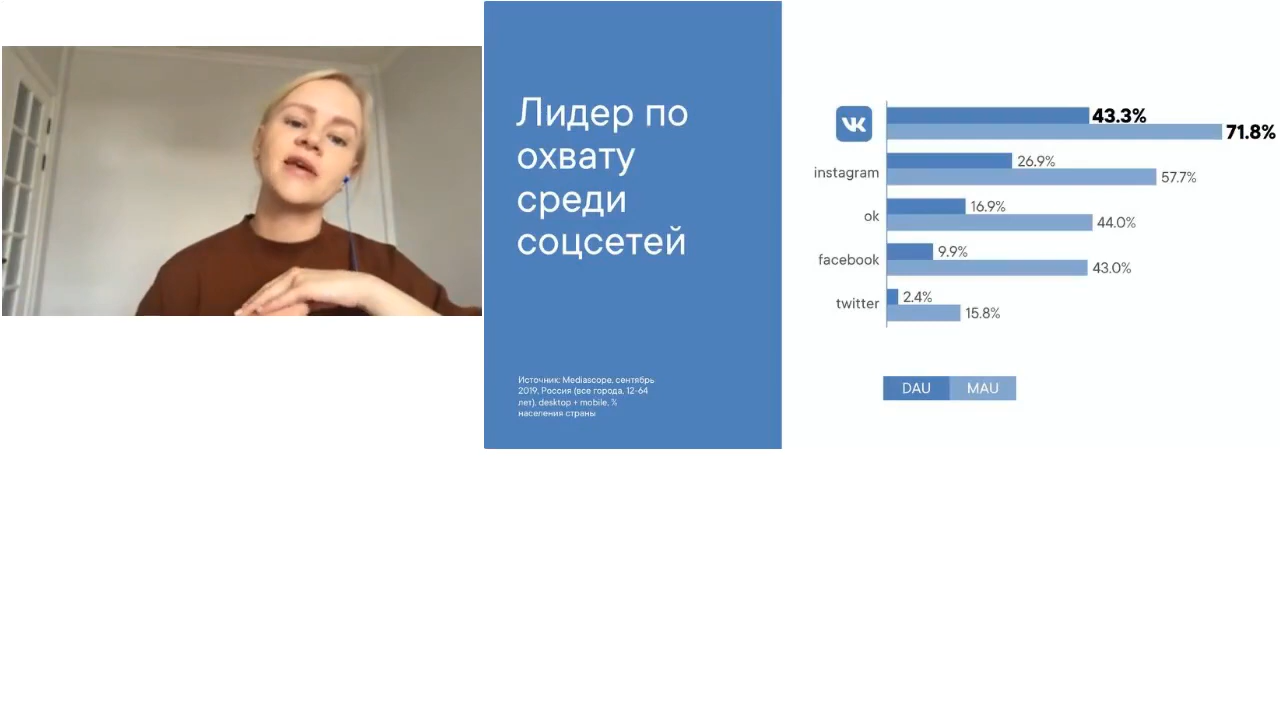 Лидер по
охвату
среди
соцсетей
Источник: Mediascope, сентябрь
2019, Россия (все города, 12-64
лет), desktop + mobile, %
населения страны
43.3%
71.8%
instagram
26.9%
57.7%
ok
16.9%
44.0%
facebook
9.9%
43.0%
twitter
2.4%
15.8%
DAU MAU